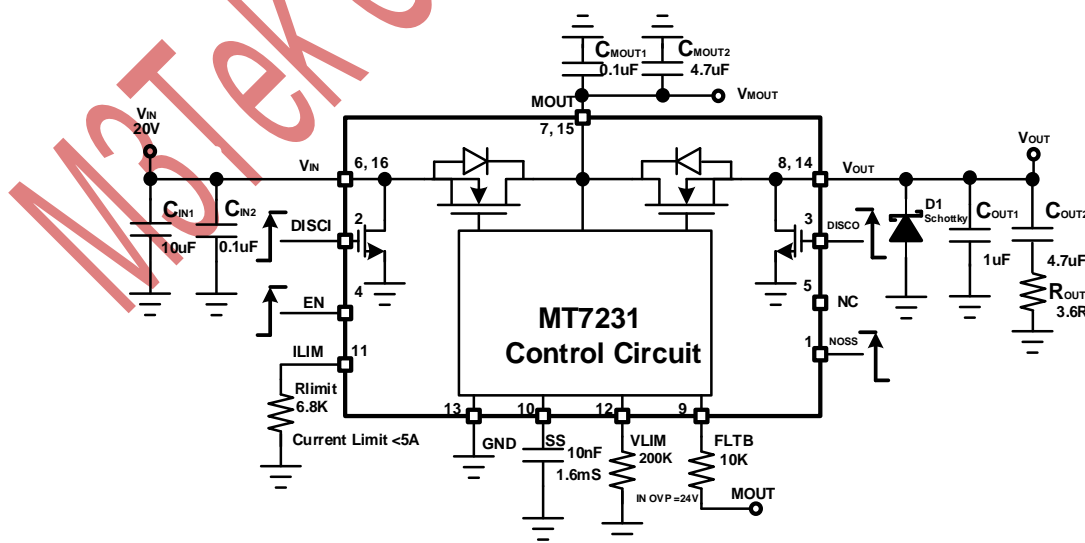 M3Tek
CMOUT1
0.1uF
CMOUT2
4.7uF
VMOUT
MOUT
7, 15
VIN
20V
VIN
6, 16
8, 14
VOUT
VOUT
CIN1
10uF
CIN2
0.1uF
DISCI
2
3
DISCO
D1
Schottky
COUT1
1uF
COUT2
4.7uF
ROUT
3.6R
EN
4
5
NC
MT7231
Control Circuit
ILIM
11
1
NOSS
Rlimit
6.8K
Current Limit <5A
13
10
12
9
GND
SS
10nF
1.6mS
VLIM
200K
IN OVP =24V
FLTB
10K
MOUT